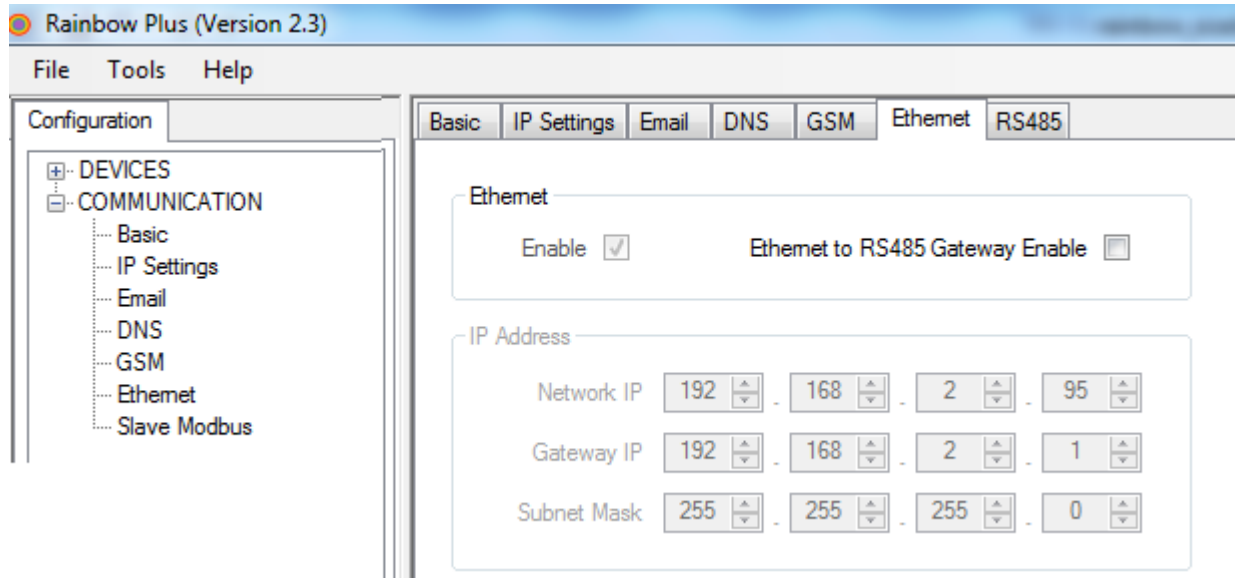 Rainbow Plus (Version 2.3)
File Tools Help
Configuration
DEVICES
COMMUNICATION
Basic
IP Settings
Email
DNS
GSM
Ethernet
Slave Modbus
Basic IP Settings Email DNS GSM Ethernet RS485
Ethernet
Enable Ethernet to RS485 Gateway Enable
IP Address
Network IP 192 . 168 . 2 . 95
Gateway IP 192 . 168 . 2 . 1
Subnet Mask 255 . 255 . 255 . 0